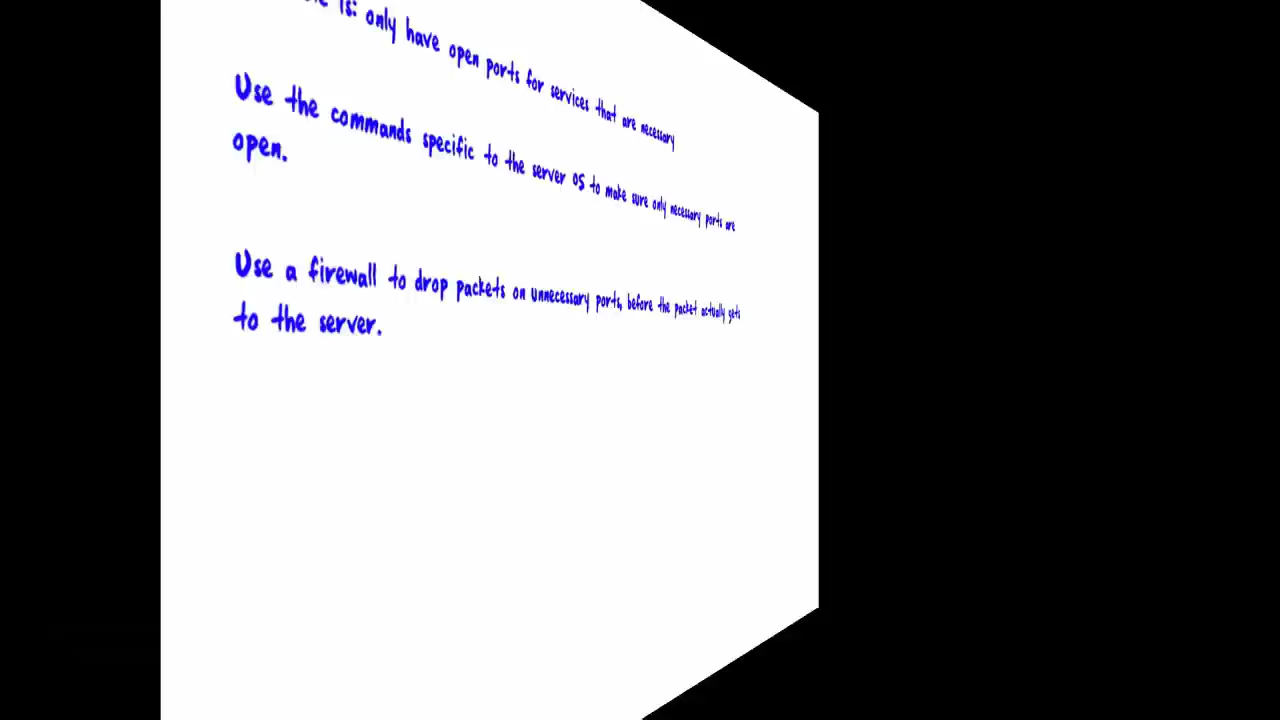 is: only have open ports for services that are necessary
Use the commands specific to the server OS to make sure only necessary ports are
open.
Use a firewall to drop packets on unnecessary ports, before the packet actually gets
to the server.